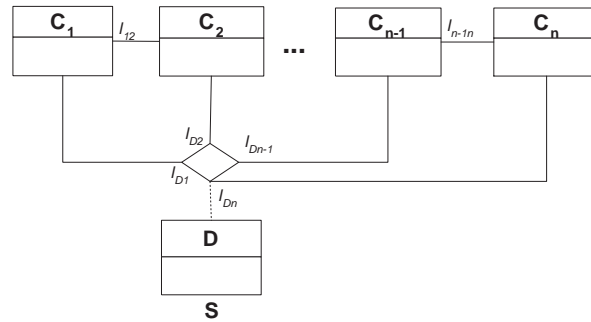 C1 l12 C2 ... Cn-1 ln-1n Cn
lD2 lDn-1
lD1
lDn
D
S